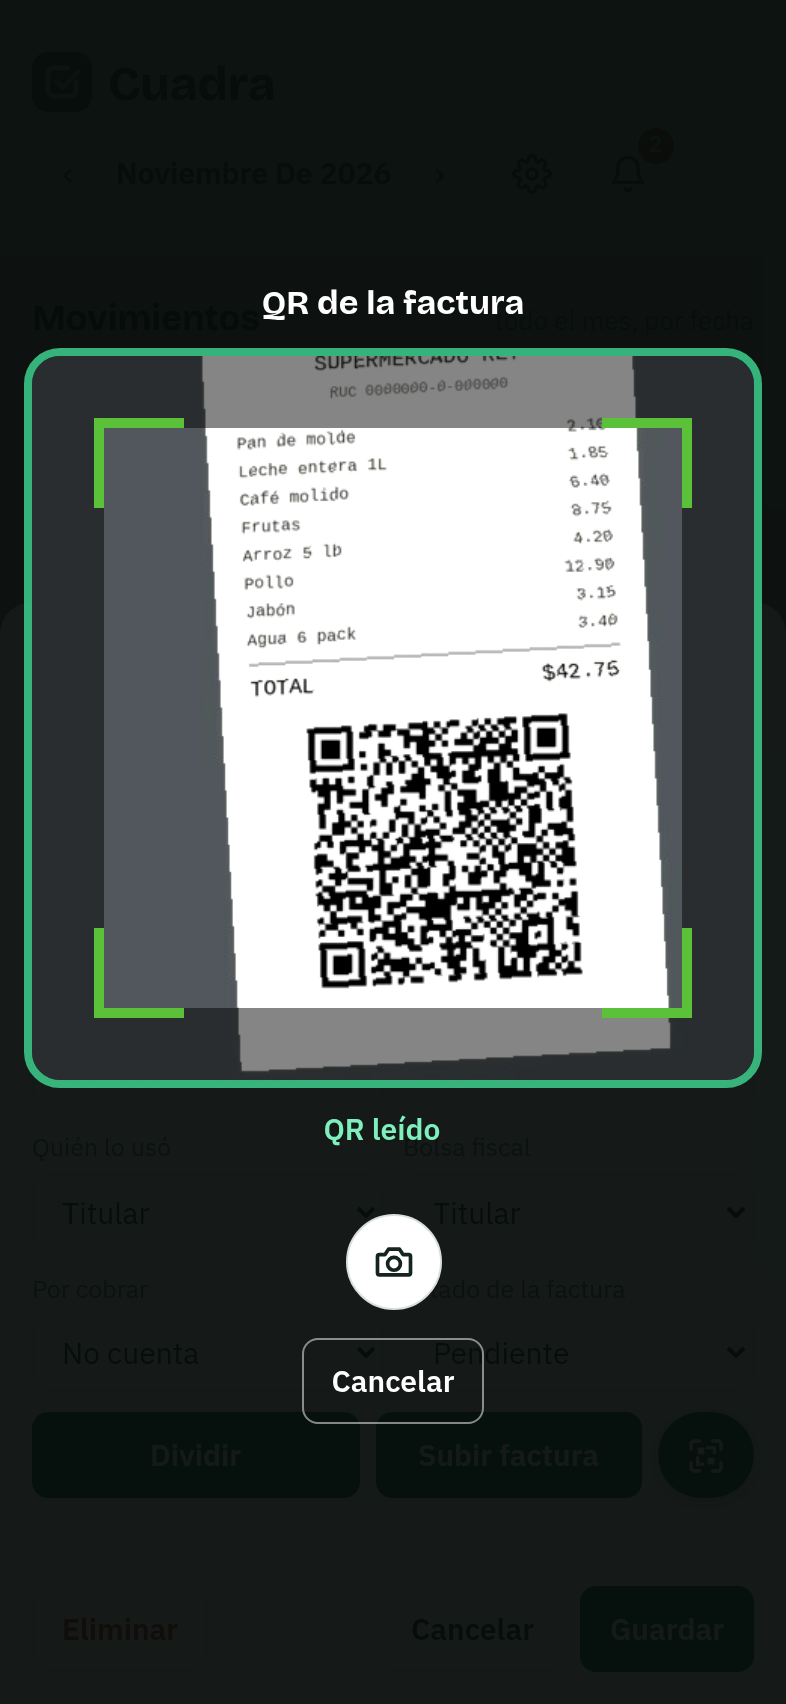 Cuadra
Noviembre De 2026
2
QR de la factura
Movimientos
todo el mes, por fecha
SUPERMERCADO REY
RUC 0000000-0-000000
2.10
Pan de molde
1.85
Leche entera 1L
6.40
Café molido
8.75
Frutas
4.20
Arroz 5 lb
12.90
Pollo
3.15
Jabón
3.40
Agua 6 pack
TOTAL $42.75
QR leído
Quién lo usó
Bolsa fiscal
Titular
Titular
Por cobrar
de la factura
No cuenta
Pendiente
Cancelar
Dividir
Subir factura
Eliminar
Cancelar
Guardar